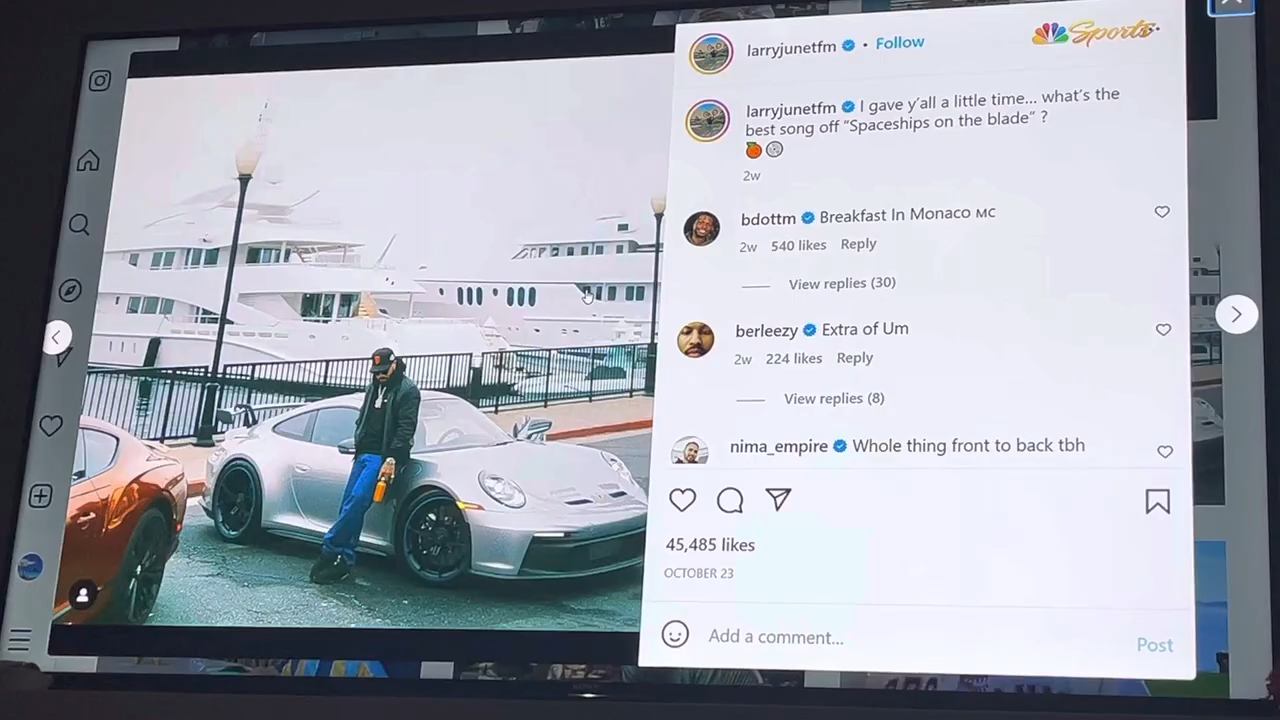 larryjunetfm • Follow
Sports
larryjunetfm I gave y'all a little time... what's the
best song off "Spaceships on the blade" ?
2w
bdottm Breakfast In Monaco MC
2w 540 likes Reply
View replies (30)
berleezy Extra of Um
2w 224 likes Reply
View replies (8)
nima_empire Whole thing front to back tbh
45,485 likes
OCTOBER 23
Add a comment...
Post